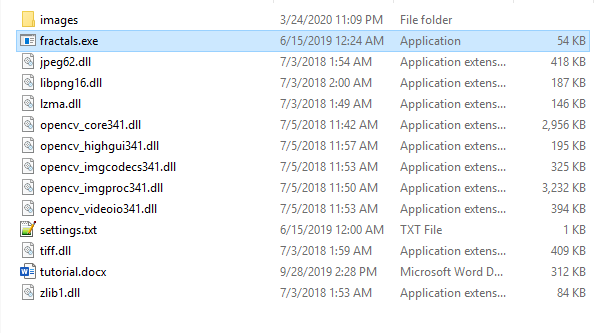 images 3/24/2020 11:09 PM File folder
fractals.exe 6/15/2019 12:24 AM Application 54 KB
jpeg62.dll 7/3/2018 1:54 AM Application extens... 418 KB
libpng16.dll 7/3/2018 2:00 AM Application extens... 187 KB
lzma.dll 7/3/2018 1:49 AM Application extens... 146 KB
opencv_core341.dll 7/5/2018 11:42 AM Application extens... 2,956 KB
opencv_highgui341.dll 7/5/2018 11:57 AM Application extens... 195 KB
opencv_imgcodecs341.dll 7/5/2018 11:53 AM Application extens... 325 KB
opencv_imgproc341.dll 7/5/2018 11:50 AM Application extens... 3,232 KB
opencv_videoio341.dll 7/5/2018 11:53 AM Application extens... 394 KB
settings.txt 6/15/2019 12:00 AM TXT File 1 KB
tiff.dll 7/3/2018 1:59 AM Application extens... 409 KB
tutorial.docx 9/28/2019 2:28 PM Microsoft Word D... 312 KB
zlib1.dll 7/3/2018 1:53 AM Application extens... 84 KB